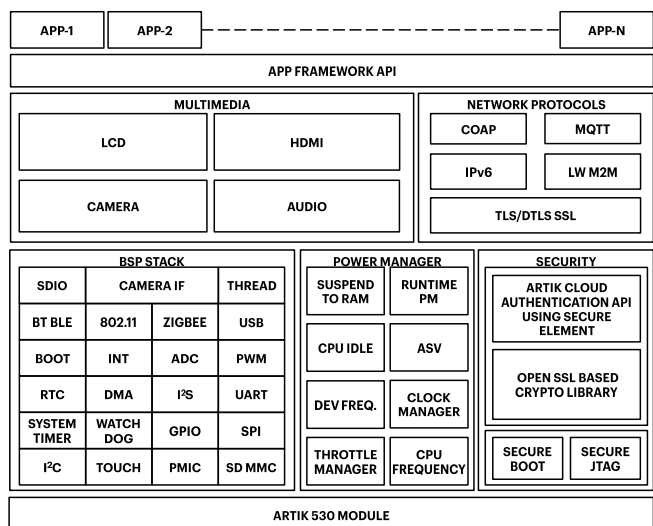 APP-1
APP-2
APP-N
APP FRAMEWORK API
MULTIMEDIA
LCD
HDMI
CAMERA
AUDIO
NETWORK PROTOCOLS
COAP
MQTT
IPv6
LW M2M
TLS/DTLS SSL
BSP STACK
SDIO
CAMERA IF
THREAD
BT BLE
802.11
ZIGBEE
USB
BOOT
INT
ADC
PWM
RTC
DMA
I²S
UART
SYSTEM
TIMER
WATCH
DOG
GPIO
SPI
I²C
TOUCH
PMIC
SD MMC
POWER MANAGER
SUSPEND
TO RAM
RUNTIME
PM
CPU IDLE
ASV
DEV FREQ.
CLOCK
MANAGER
THROTTLE
MANAGER
CPU
FREQUENCY
SECURITY
ARTIK CLOUD
AUTHENTICATION API
USING SECURE
ELEMENT
OPEN SSL BASED
CRYPTO LIBRARY
SECURE
BOOT
SECURE
JTAG
ARTIK 530 MODULE